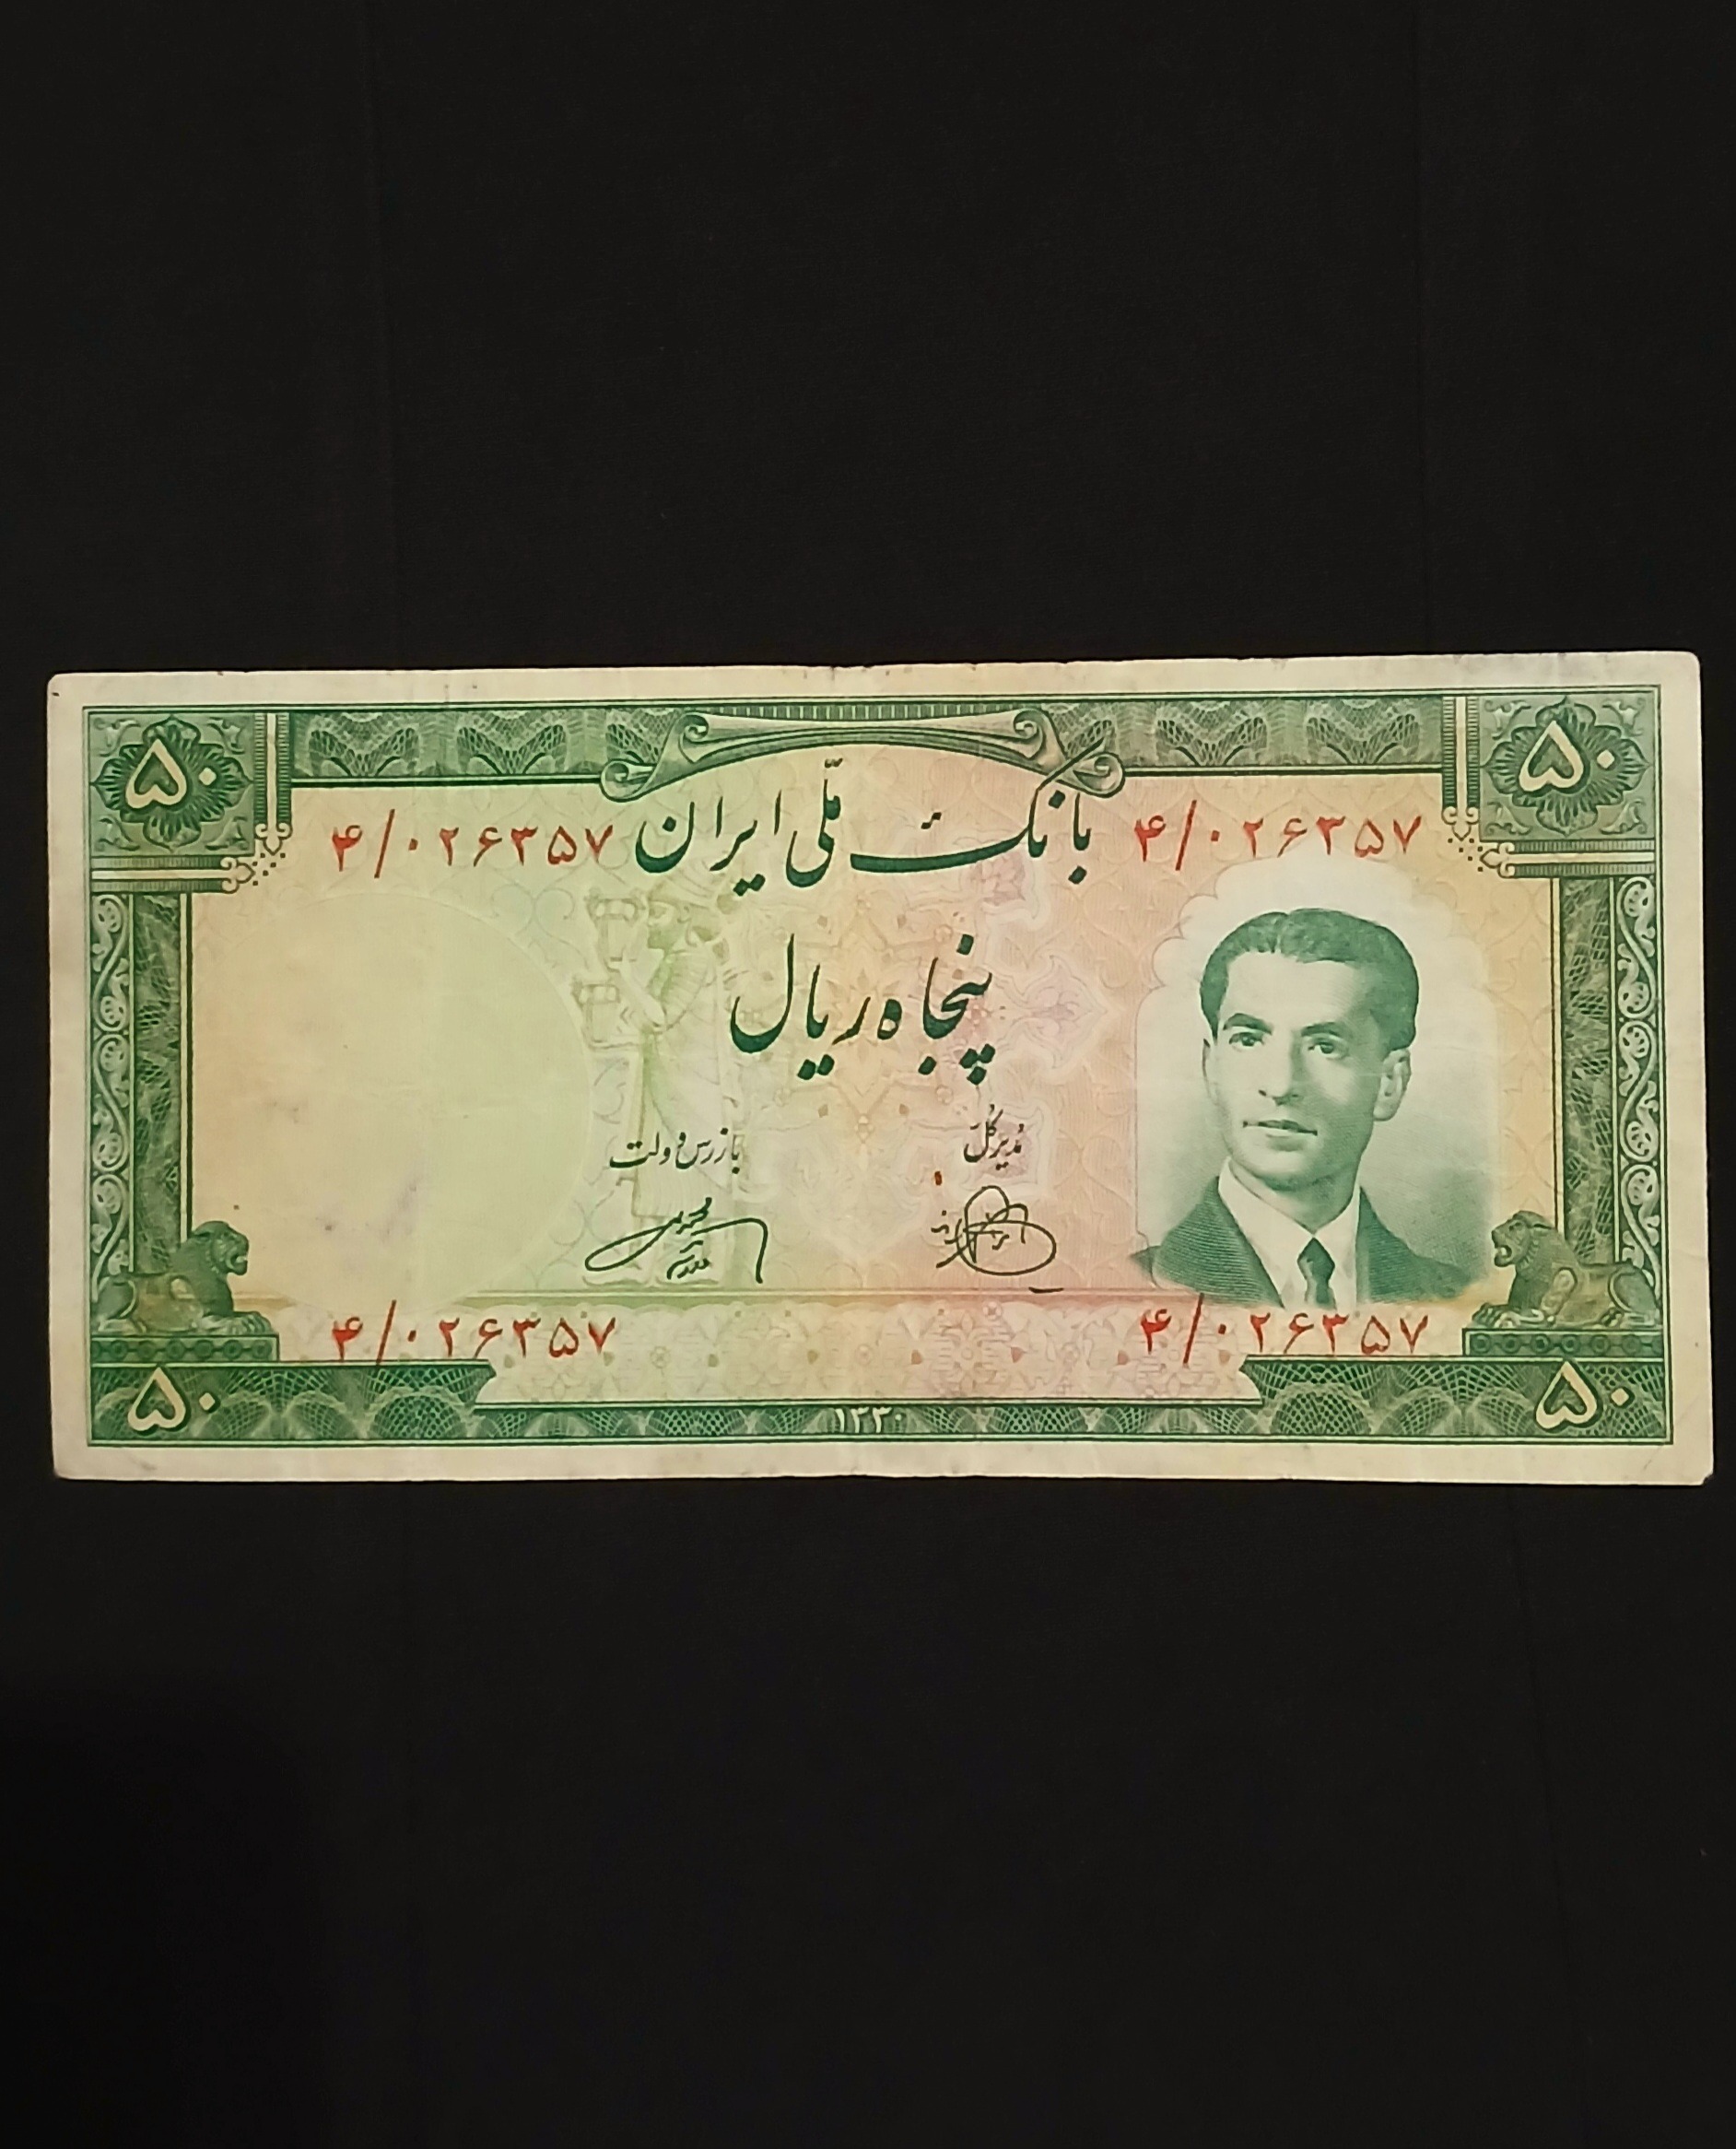 ۵۰ ۵۰
۴/۰۲۶۳۵۷ بانک ملّی ایران ۴/۰۲۶۳۵۷
پنجاه ریال
مدیر کل بازرس دولت
۴/۰۲۶۳۵۷ ۴/۰۲۶۳۵۷
۵۰ ۱۳۳۰ ۵۰